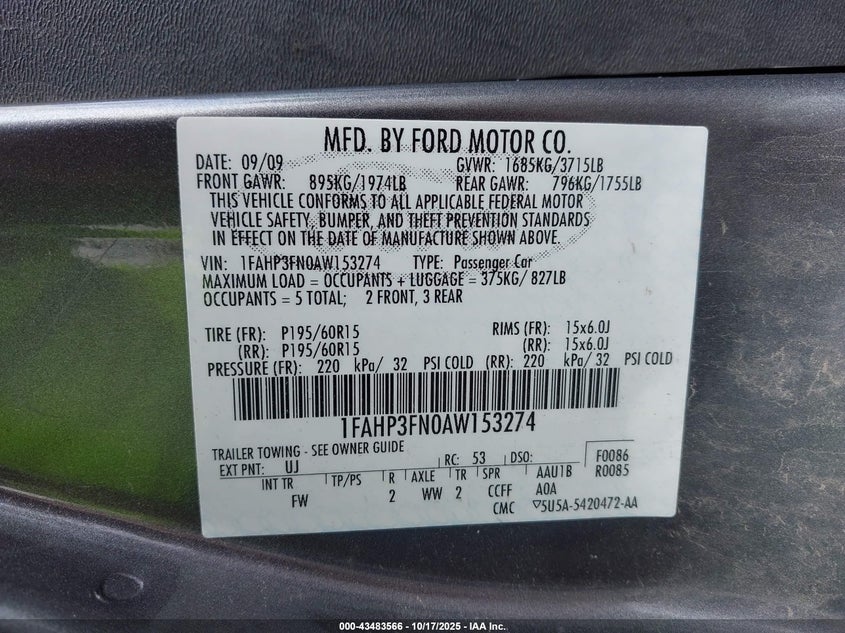 MFD. BY FORD MOTOR CO.
DATE: 09/09 GVWR: 1685KG/3715LB
FRONT GAWR: 895KG/1974LB REAR GAWR: 796KG/1755LB
THIS VEHICLE CONFORMS TO ALL APPLICABLE FEDERAL MOTOR
VEHICLE SAFETY, BUMPER, AND THEFT PREVENTION STANDARDS
IN EFFECT ON THE DATE OF MANUFACTURE SHOWN ABOVE.
VIN: 1FAHP3FN0AW153274 TYPE: Passenger Car
MAXIMUM LOAD = OCCUPANTS + LUGGAGE = 375KG/ 827LB
OCCUPANTS = 5 TOTAL; 2 FRONT, 3 REAR
TIRE (FR): P195/60R15 RIMS (FR): 15x6.0J
(RR): P195/60R15 (RR): 15x6.0J
PRESSURE (FR): 220 kPa/ 32 PSI COLD (RR): 220 kPa/ 32 PSI COLD
1FAHP3FN0AW153274
TRAILER TOWING - SEE OWNER GUIDE
EXT PNT: UJ RC: 53 DSO: F0086
INT TR TP/PS R AXLE TR SPR AAU1B R0085
FW 2 WW 2 CCFF A0A
CMC ▽5U5A-5420472-AA
000-43483566 - 10/17/2025 - IAA Inc.